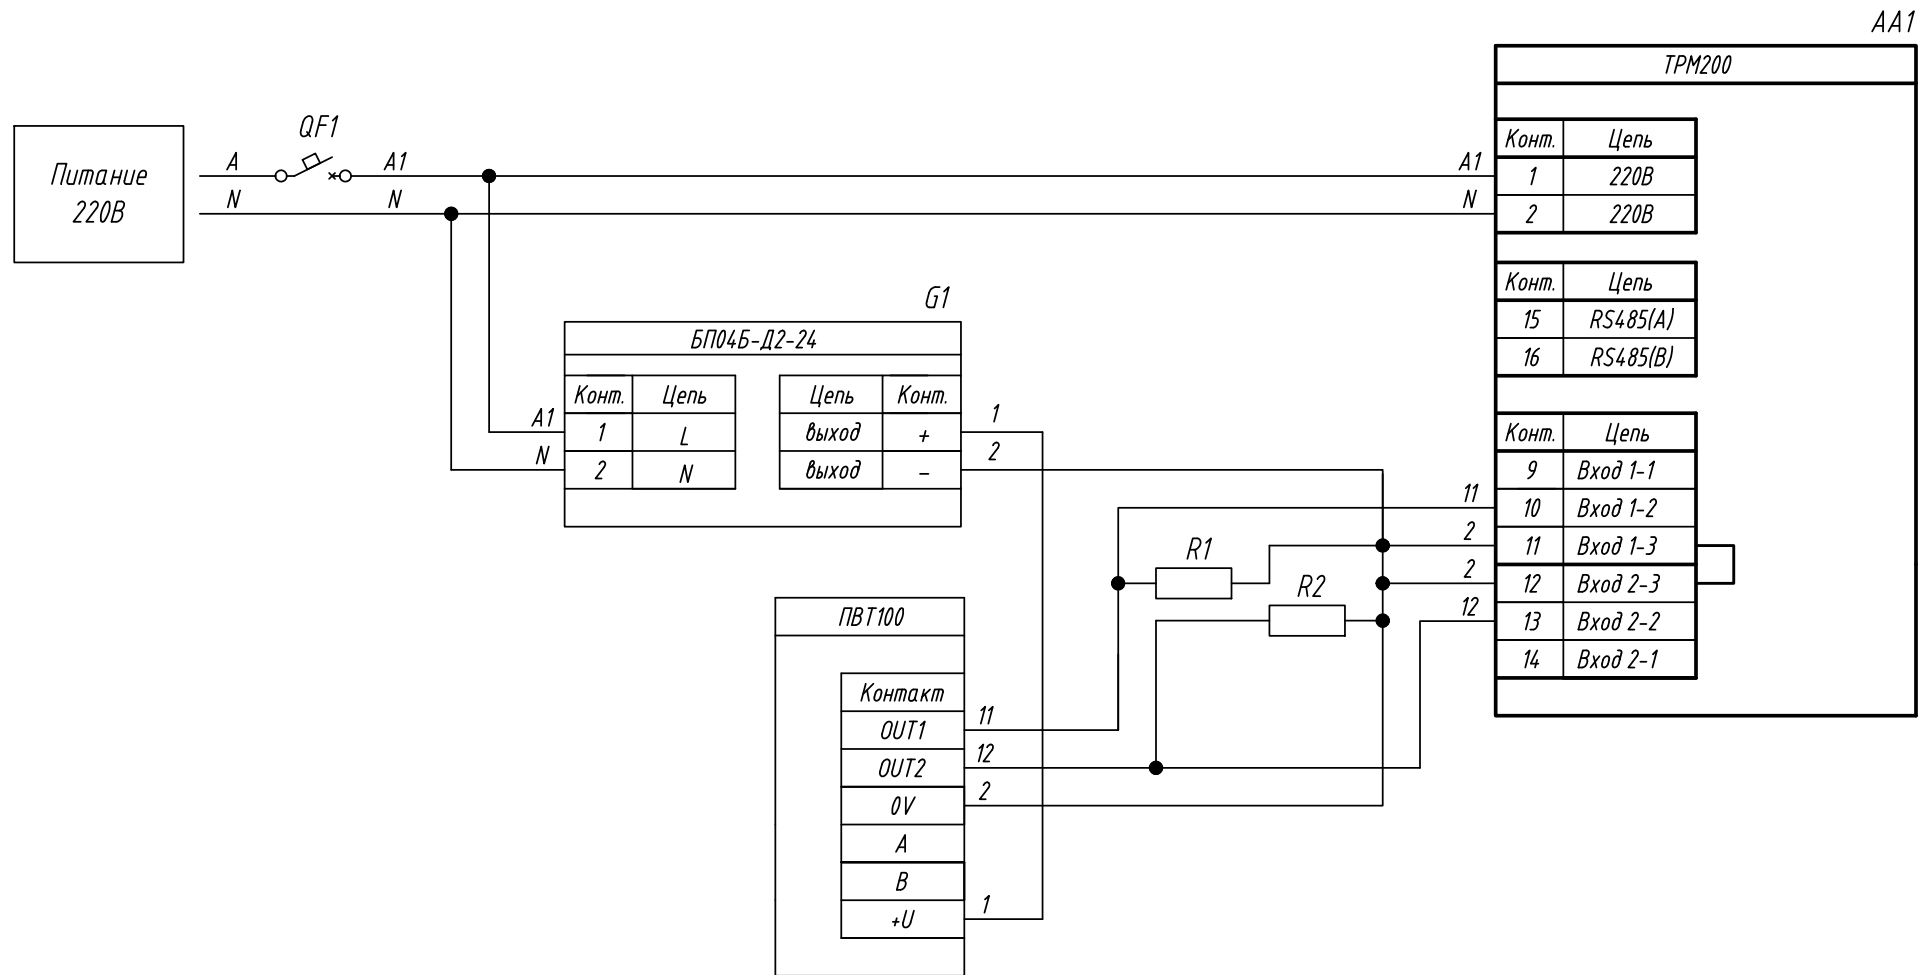 AA1
ТРМ200
QF1
Питание
220В
A
A1
A1
N
N
N
Конт. Цепь
1 220В
2 220В
Конт. Цепь
15 RS485(A)
16 RS485(B)
G1
БП04Б-Д2-24
Конт. Цепь
A1 1 L
N 2 N
Цепь Конт.
выход + 1
выход - 2
Конт. Цепь
9 Вход 1-1
11 10 Вход 1-2
2 11 Вход 1-3
2 12 Вход 2-3
12 13 Вход 2-2
14 Вход 2-1
R1
R2
ПВТ100
Контакт
OUT1 11
OUT2 12
0V 2
A
B
+U 1